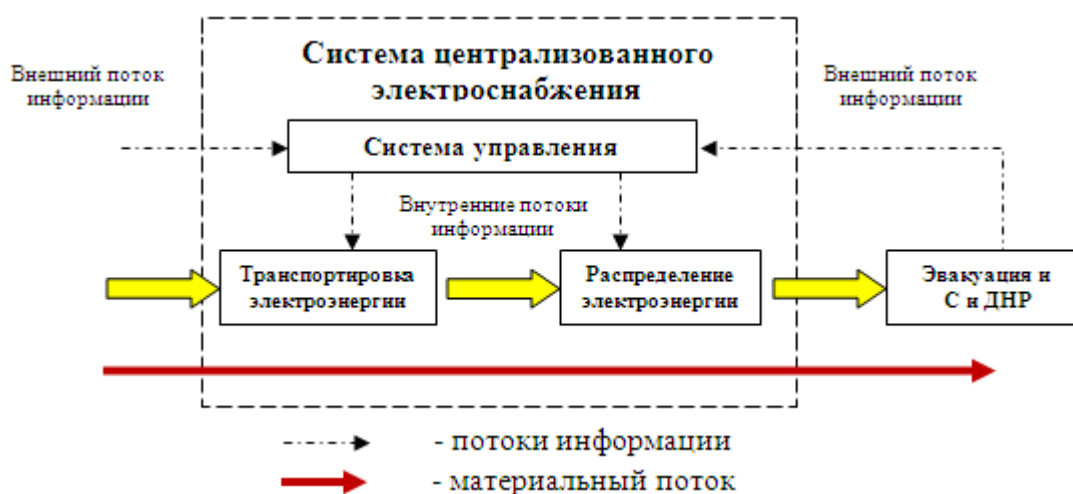 Система централизованного
электроснабжения
Внешний поток
информации
Внешний поток
информации
Система управления
Внутренние потоки
информации
Транспортировка
электроэнергии
Распределение
электроэнергии
Эвакуация и
С и ДНР
- потоки информации
- материальный поток